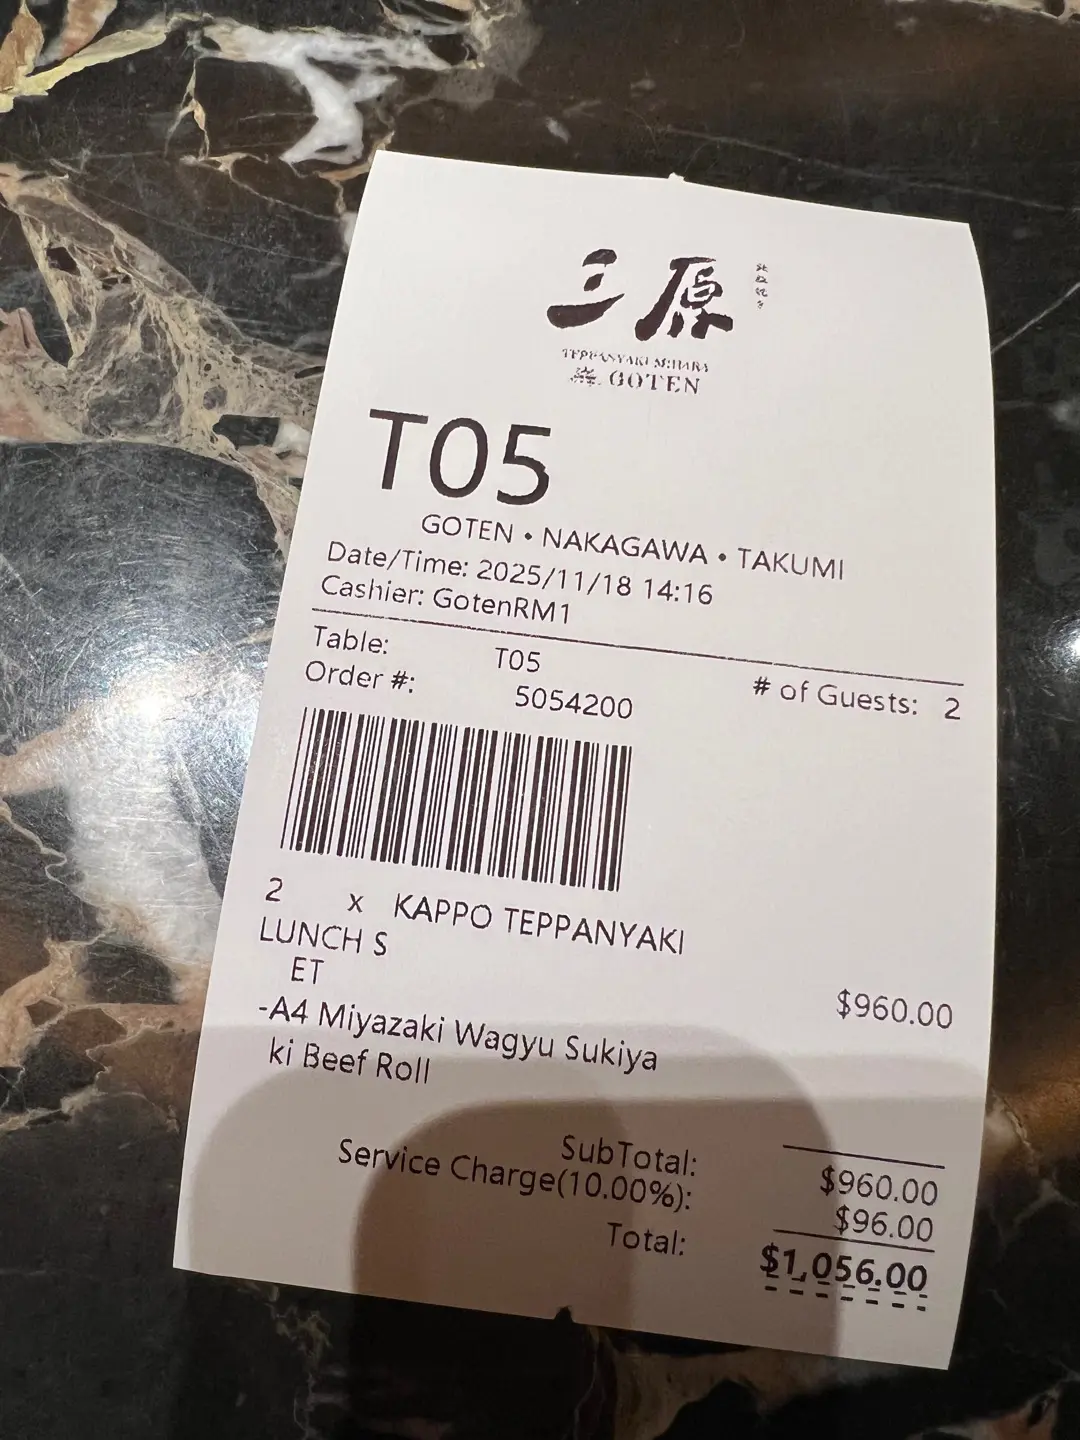 三原
TEPPANYAKI MIHARA
GOTEN
T05
GOTEN • NAKAGAWA • TAKUMI
Date/Time: 2025/11/18 14:16
Cashier: GotenRM1
Table: T05 # of Guests: 2
Order #: 5054200
2 x KAPPO TEPPANYAKI
LUNCH S
ET $960.00
-A4 Miyazaki Wagyu Sukiya
ki Beef Roll
SubTotal: $960.00
Service Charge(10.00%): $96.00
Total: $1,056.00